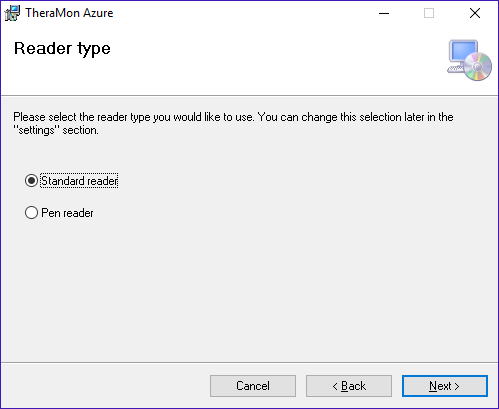 TheraMon Azure
Reader type
Please select the reader type you would like to use. You can change this selection later in the
"settings" section.
Standard reader
Pen reader
Cancel
< Back
Next >